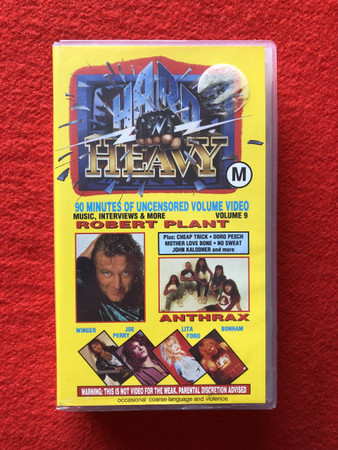 HARD
'N'
HEAVY
M
90 MINUTES OF UNCENSORED VOLUME VIDEO
MUSIC, INTERVIEWS & MORE VOLUME 9
ROBERT PLANT
Plus: CHEAP TRICK • DORO PESCH
MOTHER LOVE BONE • NO SWEAT
JOHN KALODNER and more
ANTHRAX
WINGER JOE PERRY LITA FORD BONHAM
WARNING: THIS IS NOT VIDEO FOR THE WEAK. PARENTAL DISCRETION ADVISED
occasional coarse language and violence